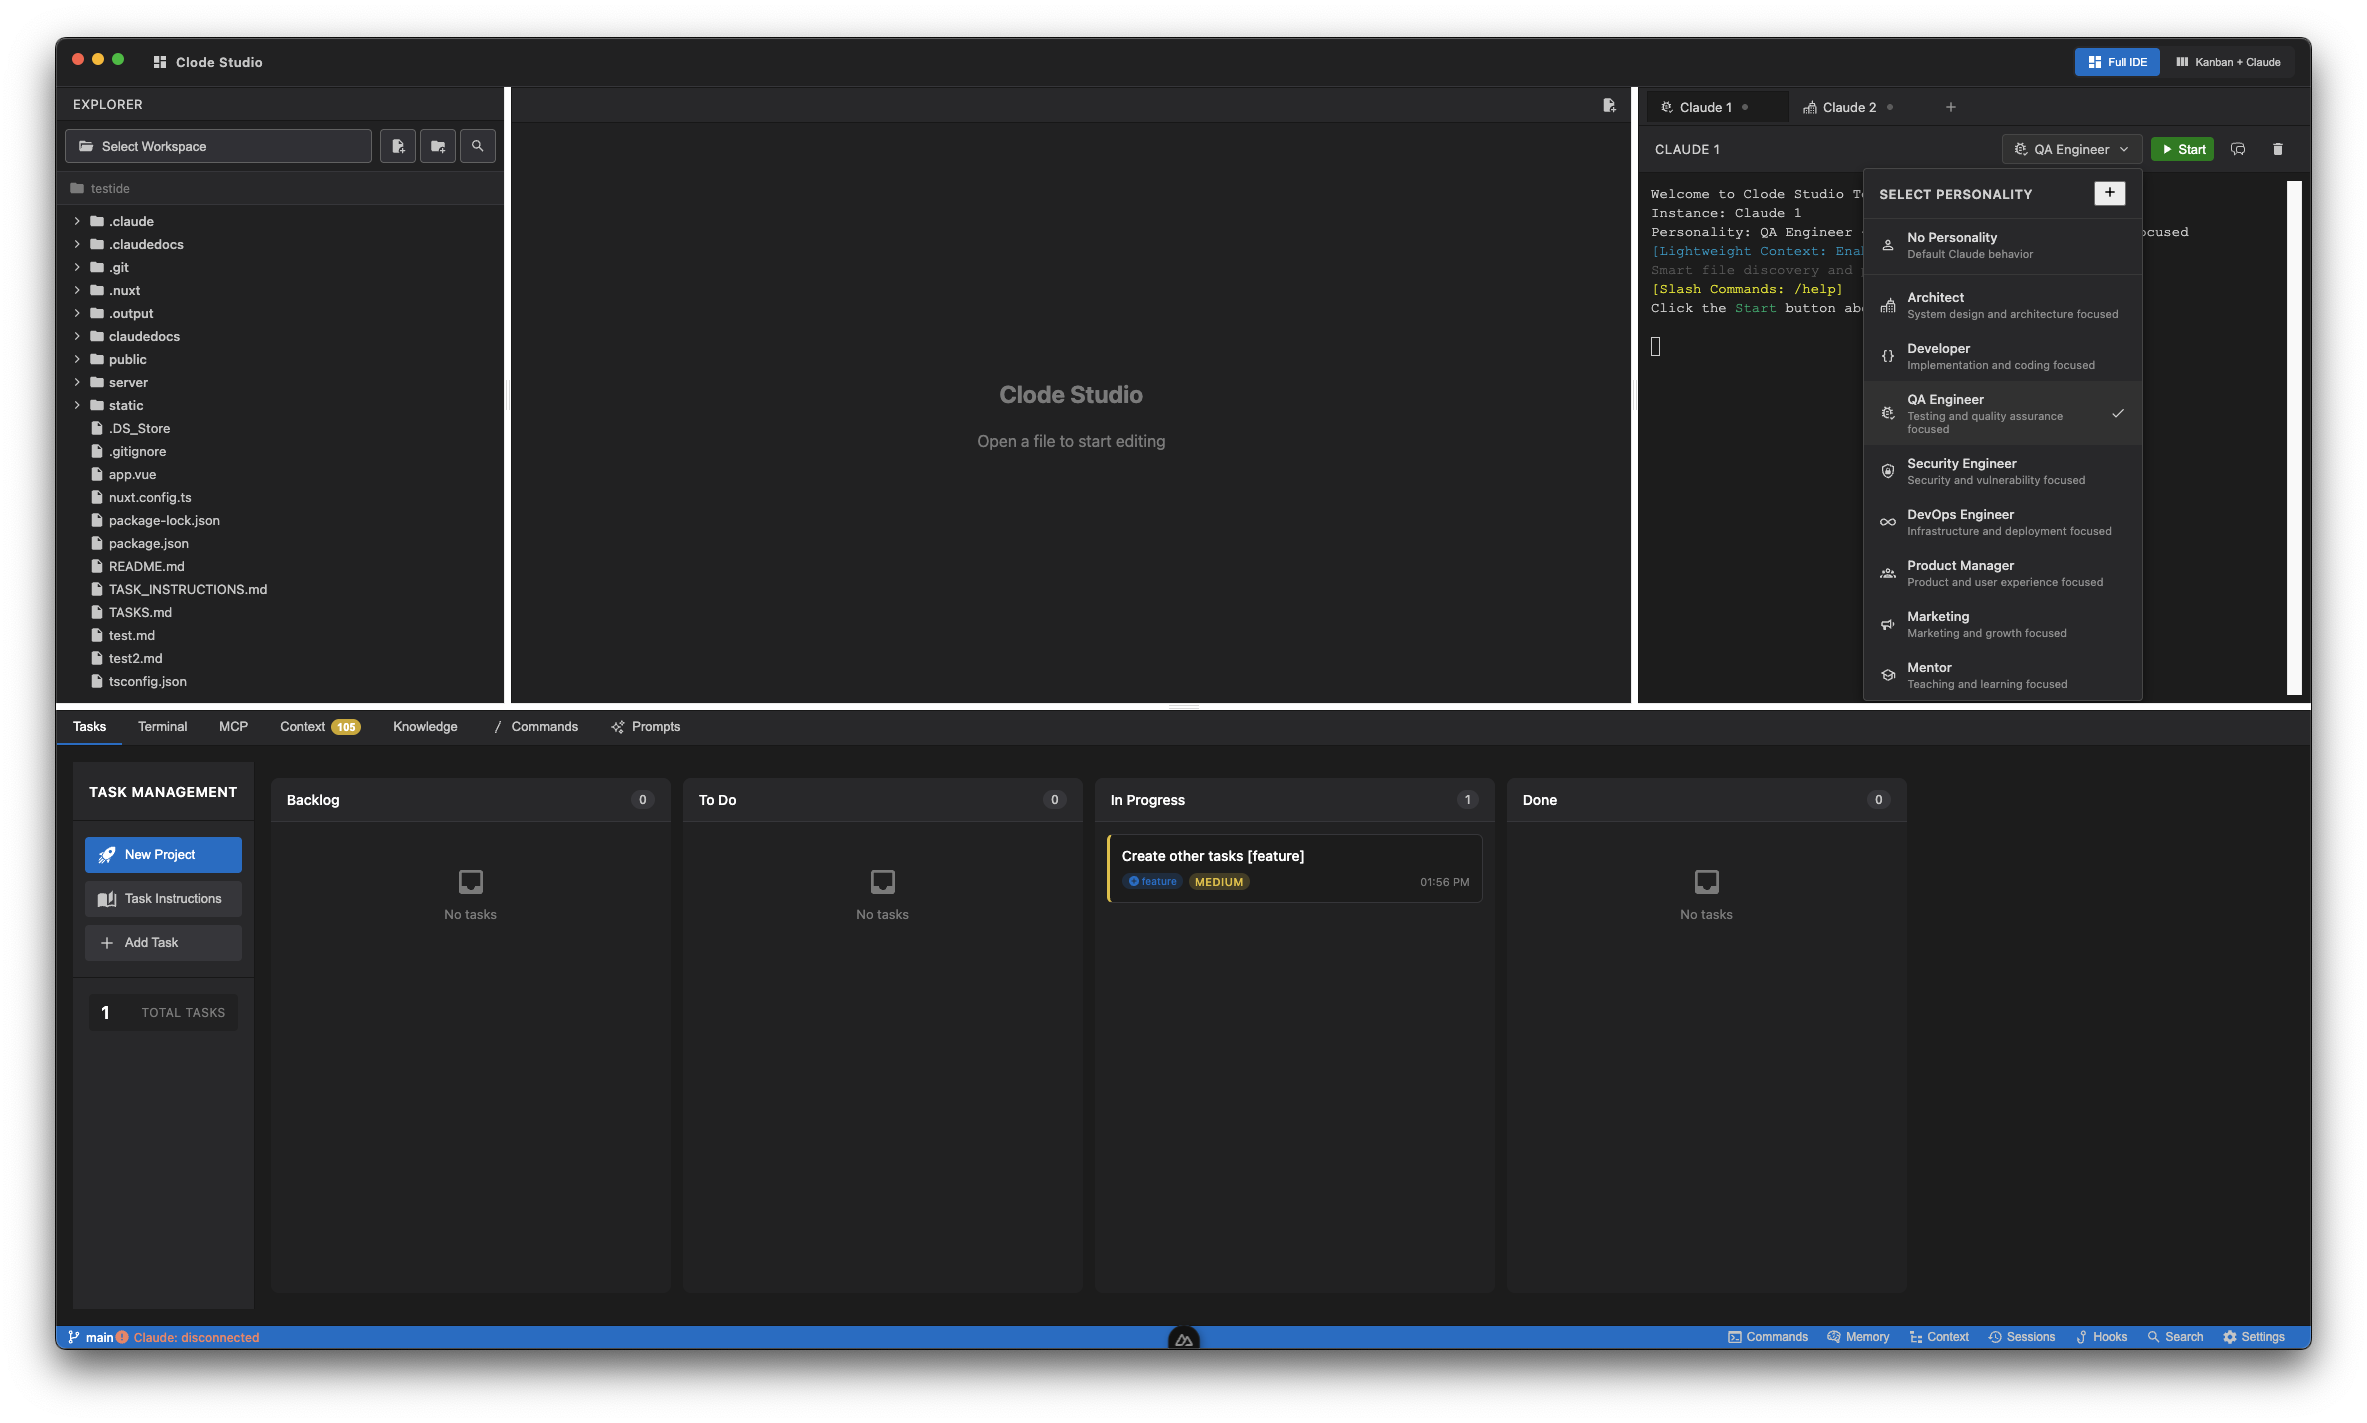 Clode Studio
Full IDE
Kanban + Claude
EXPLORER
Select Workspace
testide
.claude
.claudedocs
.git
.nuxt
.output
claudedocs
public
server
static
.DS_Store
.gitignore
app.vue
nuxt.config.ts
package-lock.json
package.json
README.md
TASK_INSTRUCTIONS.md
TASKS.md
test.md
test2.md
tsconfig.json
Clode Studio
Open a file to start editing
Claude 1
Claude 2
CLAUDE 1
QA Engineer
Start
Welcome to Clode Studio
Instance: Claude 1
Personality: QA Engineer
[Lightweight Context:
Smart file discovery and
[Slash Commands: /help]
Click the Start button
SELECT PERSONALITY
+
No Personality
Default Claude behavior
Architect
System design and architecture focused
Developer
Implementation and coding focused
QA Engineer
Testing and quality assurance
focused
Security Engineer
Security and vulnerability focused
DevOps Engineer
Infrastructure and deployment focused
Product Manager
Product and user experience focused
Marketing
Marketing and growth focused
Mentor
Teaching and learning focused
Tasks
Terminal
MCP
Context 105
Knowledge
/ Commands
Prompts
TASK MANAGEMENT
New Project
Task Instructions
Add Task
1 TOTAL TASKS
Backlog 0
No tasks
To Do 0
No tasks
In Progress 1
Create other tasks [feature]
feature MEDIUM 01:56 PM
Done 0
No tasks
main
Claude: disconnected
Commands
Memory
Context
Sessions
Hooks
Search
Settings